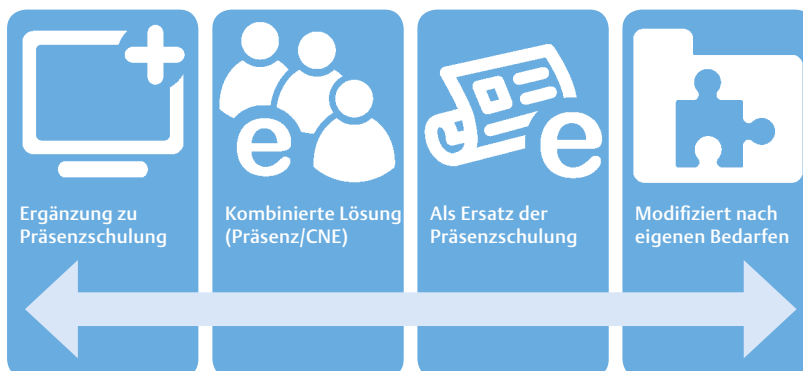 e
e
Ergänzung zu
Präsenzschulung
Kombinierte Lösung
(Präsenz/CNE)
Als Ersatz der
Präsenzschulung
Modifiziert nach
eigenen Bedarfen